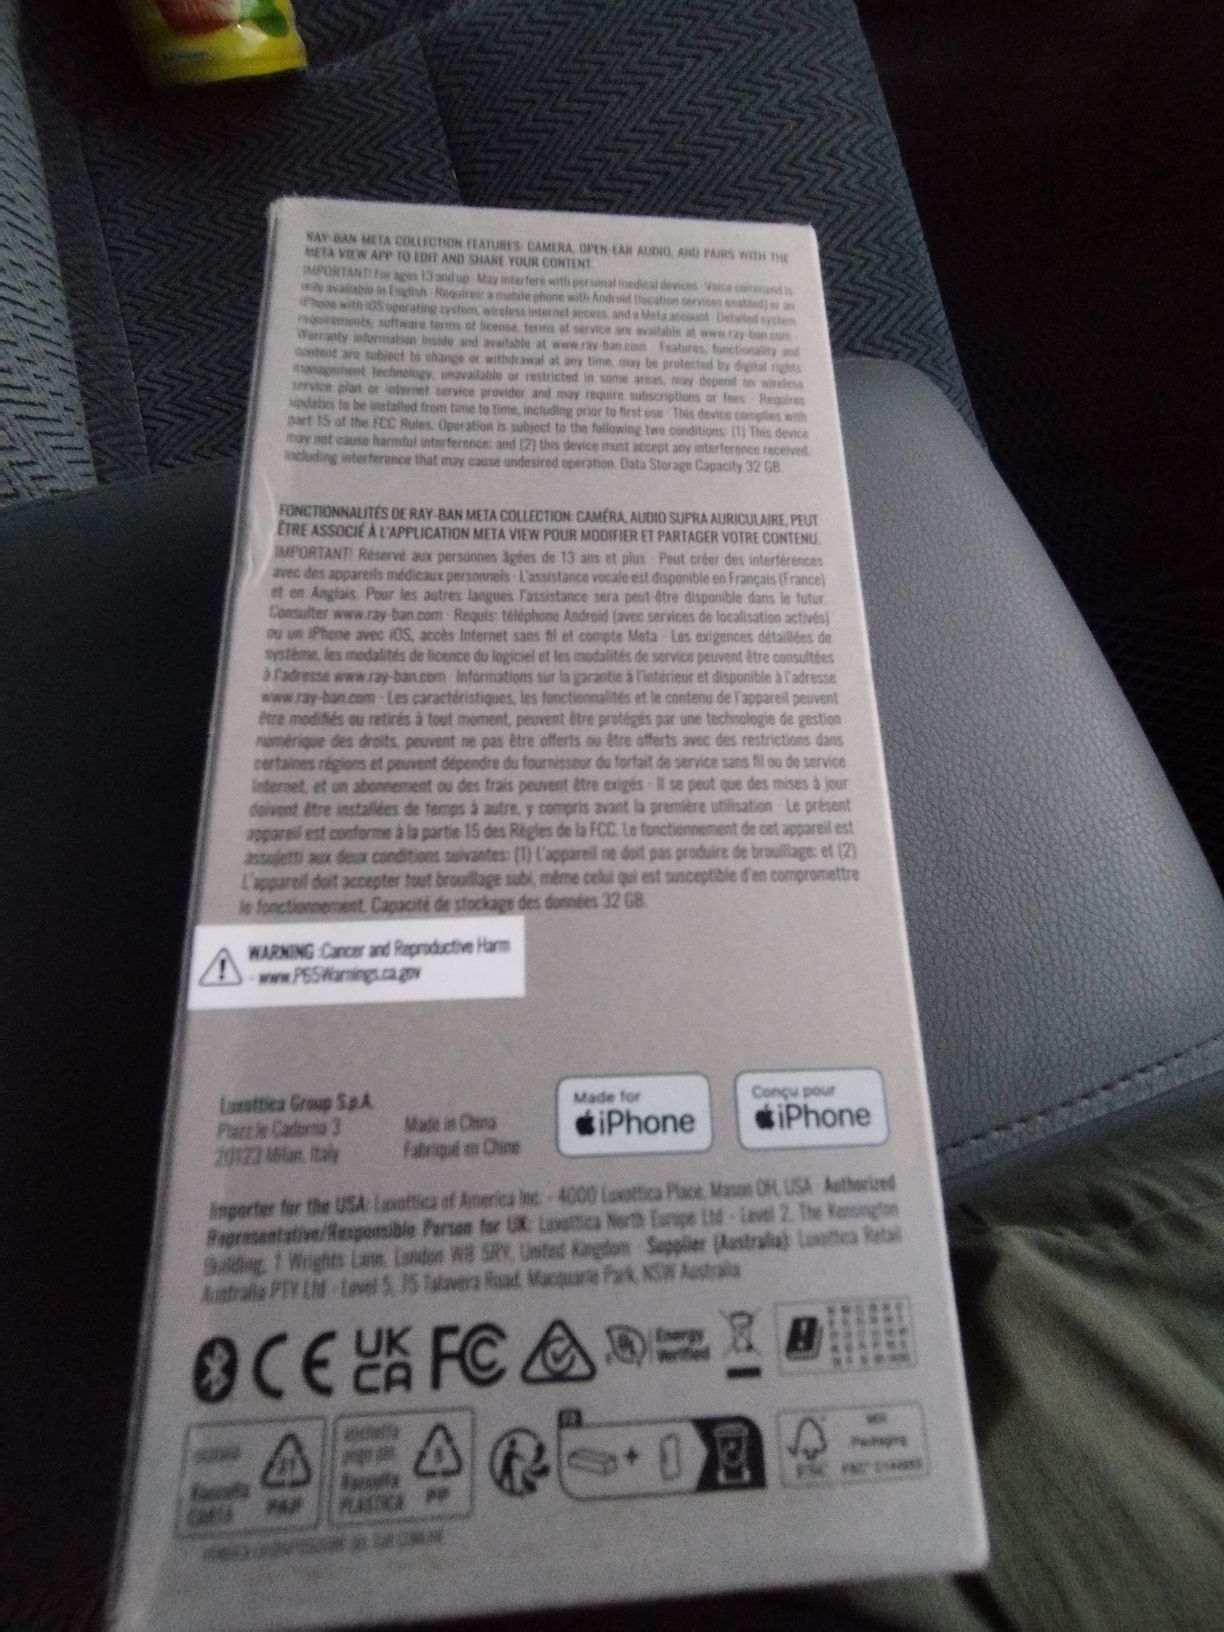 RAY-BAN META COLLECTION FEATURES: CAMERA, OPEN-EAR AUDIO, AND PAIRS WITH THE
META VIEW APP TO EDIT AND SHARE YOUR CONTENT.
IMPORTANT! For ages 13 and up · May interfere with personal medical devices · Voice command is
only available in English · Requires: a mobile phone with Android (location services enabled) or an
iPhone with iOS operating system, wireless internet access, and a Meta account · Detailed system
requirements, software terms of license, terms of service are available at www.ray-ban.com ·
Warranty information inside and available at www.ray-ban.com · Features, functionality and
content are subject to change or withdrawal at any time, may be protected by digital rights
management technology, unavailable or restricted in some areas, may depend on wireless
service plan or internet service provider and may require subscriptions or fees · Requires
updates to be installed from time to time, including prior to first use · This device complies with
part 15 of the FCC Rules. Operation is subject to the following two conditions: (1) This device
may not cause harmful interference; and (2) this device must accept any interference received,
including interference that may cause undesired operation. Data Storage Capacity 32 GB.
FONCTIONNALITÉS DE RAY-BAN META COLLECTION: CAMÉRA, AUDIO SUPRA AURICULAIRE, PEUT
ÊTRE ASSOCIÉ À L'APPLICATION META VIEW POUR MODIFIER ET PARTAGER VOTRE CONTENU.
IMPORTANT! Réservé aux personnes âgées de 13 ans et plus · Peut créer des interférences
avec des appareils médicaux personnels · L'assistance vocale est disponible en Français (France)
et en Anglais. Pour les autres langues l'assistance sera peut-être disponible dans le futur.
Consulter www.ray-ban.com · Requis: téléphone Android (avec services de localisation activés)
ou un iPhone avec iOS, accès Internet sans fil et compte Meta · Les exigences détaillées de
système, les modalités de licence du logiciel et les modalités de service peuvent être consultées
à l'adresse www.ray-ban.com · Informations sur la garantie à l'intérieur et disponible à l'adresse
www.ray-ban.com · Les caractéristiques, les fonctionnalités et le contenu de l'appareil peuvent
être modifiés ou retirés à tout moment, peuvent être protégés par une technologie de gestion
numérique des droits, peuvent ne pas être offerts ou être offerts avec des restrictions dans
certaines régions et peuvent dépendre du fournisseur du forfait de service sans fil ou de service
Internet, et un abonnement ou des frais peuvent être exigés · Il se peut que des mises à jour
doivent être installées de temps à autre, y compris avant la première utilisation · Le présent
appareil est conforme à la partie 15 des Règles de la FCC. Le fonctionnement de cet appareil est
assujetti aux deux conditions suivantes: (1) L'appareil ne doit pas produire de brouillage; et (2)
L'appareil doit accepter tout brouillage subi, même celui qui est susceptible d'en compromettre
le fonctionnement. Capacité de stockage des données 32 GB.
WARNING :Cancer and Reproductive Harm
- www.P65Warnings.ca.gov
Luxottica Group S.p.A.
Piazzale Cadorna 3
20123 Milan, Italy
Made in China
Fabriqué en Chine
Made for
iPhone
Conçu pour
iPhone
Importer for the USA: Luxottica of America Inc. - 4000 Luxottica Place, Mason OH, USA · Authorized
Representative/Responsible Person for UK: Luxottica North Europe Ltd - Level 2, The Kensington
Building, 1 Wrights Lane, London W8 5RY, United Kingdom · Supplier (Australia): Luxottica Retail
Australia PTY Ltd - Level 5, 75 Talavera Road, Macquarie Park, NSW Australia
CE UK CA FC
Energy
Verified
Raccolta
CARTA
21
PAP
etichetta
Raccolta
PLASTICA
5
PP
FR
FSC
MIX
Packaging